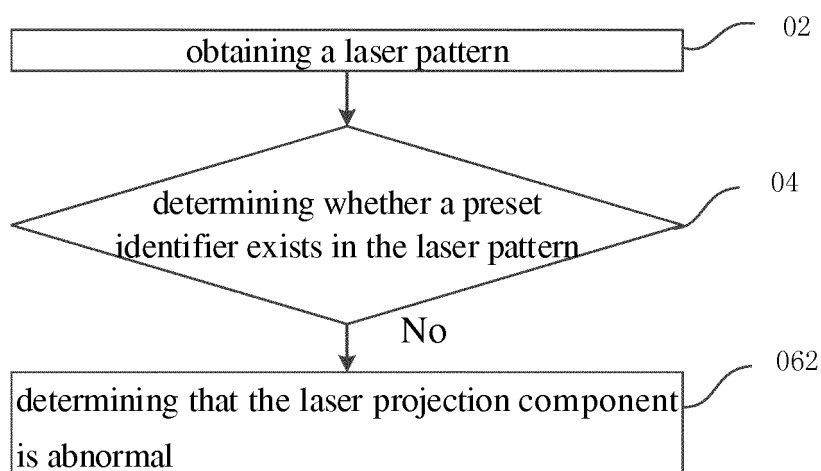 obtaining a laser pattern
02
determining whether a preset
identifier exists in the laser pattern
04
No
determining that the laser projection component
is abnormal
062